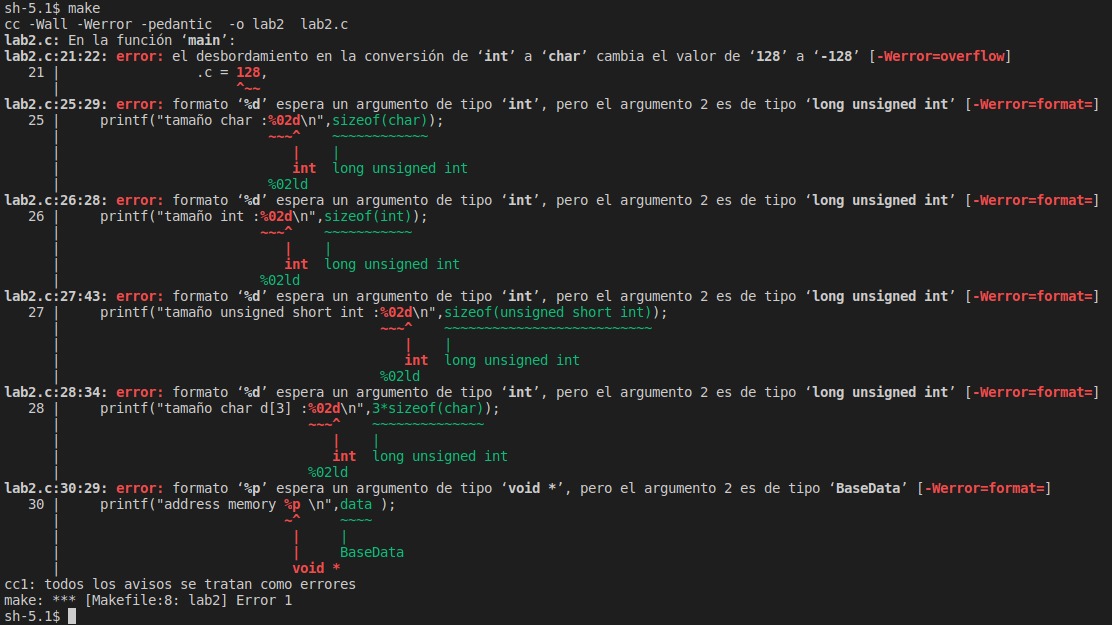 sh-5.1$ make
cc -Wall -Werror -pedantic  -o lab2  lab2.c
lab2.c: En la función ‘main’:
lab2.c:21:22: error: el desbordamiento en la conversión de ‘int’ a ‘char’ cambia el valor de ‘128’ a ‘-128’ [-Werror=overflow]
   21 |                 .c = 128,
      |                      ^~~
lab2.c:25:29: error: formato ‘%d’ espera un argumento de tipo ‘int’, pero el argumento 2 es de tipo ‘long unsigned int’ [-Werror=format=]
   25 |     printf("tamaño char :%02d\n",sizeof(char));
      |                          ~~~^    ~~~~~~~~~~~~
      |                             |    |
      |                             int  long unsigned int
      |                          %02ld
lab2.c:26:28: error: formato ‘%d’ espera un argumento de tipo ‘int’, pero el argumento 2 es de tipo ‘long unsigned int’ [-Werror=format=]
   26 |     printf("tamaño int :%02d\n",sizeof(int));
      |                         ~~~^    ~~~~~~~~~~~
      |                            |    |
      |                            int  long unsigned int
      |                         %02ld
lab2.c:27:43: error: formato ‘%d’ espera un argumento de tipo ‘int’, pero el argumento 2 es de tipo ‘long unsigned int’ [-Werror=format=]
   27 |     printf("tamaño unsigned short int :%02d\n",sizeof(unsigned short int));
      |                                        ~~~^    ~~~~~~~~~~~~~~~~~~~~~~~~~~
      |                                           |    |
      |                                           int  long unsigned int
      |                                        %02ld
lab2.c:28:34: error: formato ‘%d’ espera un argumento de tipo ‘int’, pero el argumento 2 es de tipo ‘long unsigned int’ [-Werror=format=]
   28 |     printf("tamaño char d[3] :%02d\n",3*sizeof(char));
      |                               ~~~^    ~~~~~~~~~~~~~~
      |                                  |    |
      |                                  int  long unsigned int
      |                               %02ld
lab2.c:30:29: error: formato ‘%p’ espera un argumento de tipo ‘void *’, pero el argumento 2 es de tipo ‘BaseData’ [-Werror=format=]
   30 |     printf("address memory %p \n",data );
      |                            ~^     ~~~~
      |                             |     |
      |                             |     BaseData
      |                             void *
cc1: todos los avisos se tratan como errores
make: *** [Makefile:8: lab2] Error 1
sh-5.1$